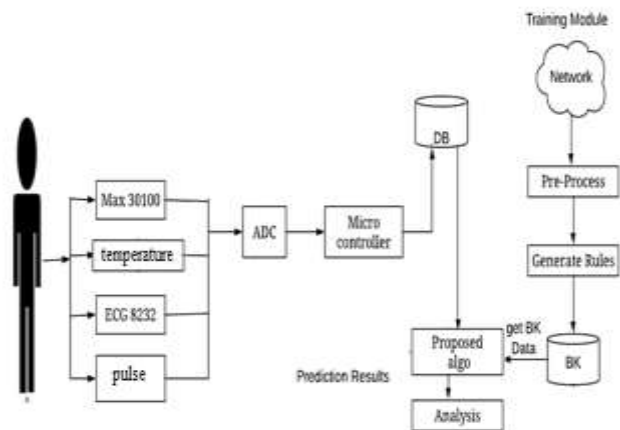 Training Module
Network
DB
Max 30100
Pre-Process
ADC
Micro
controller
temperature
Generate Rules
ECG 8232
get BK
Data
Proposed
algo
BK
pulse
Prediction Results
Analysis